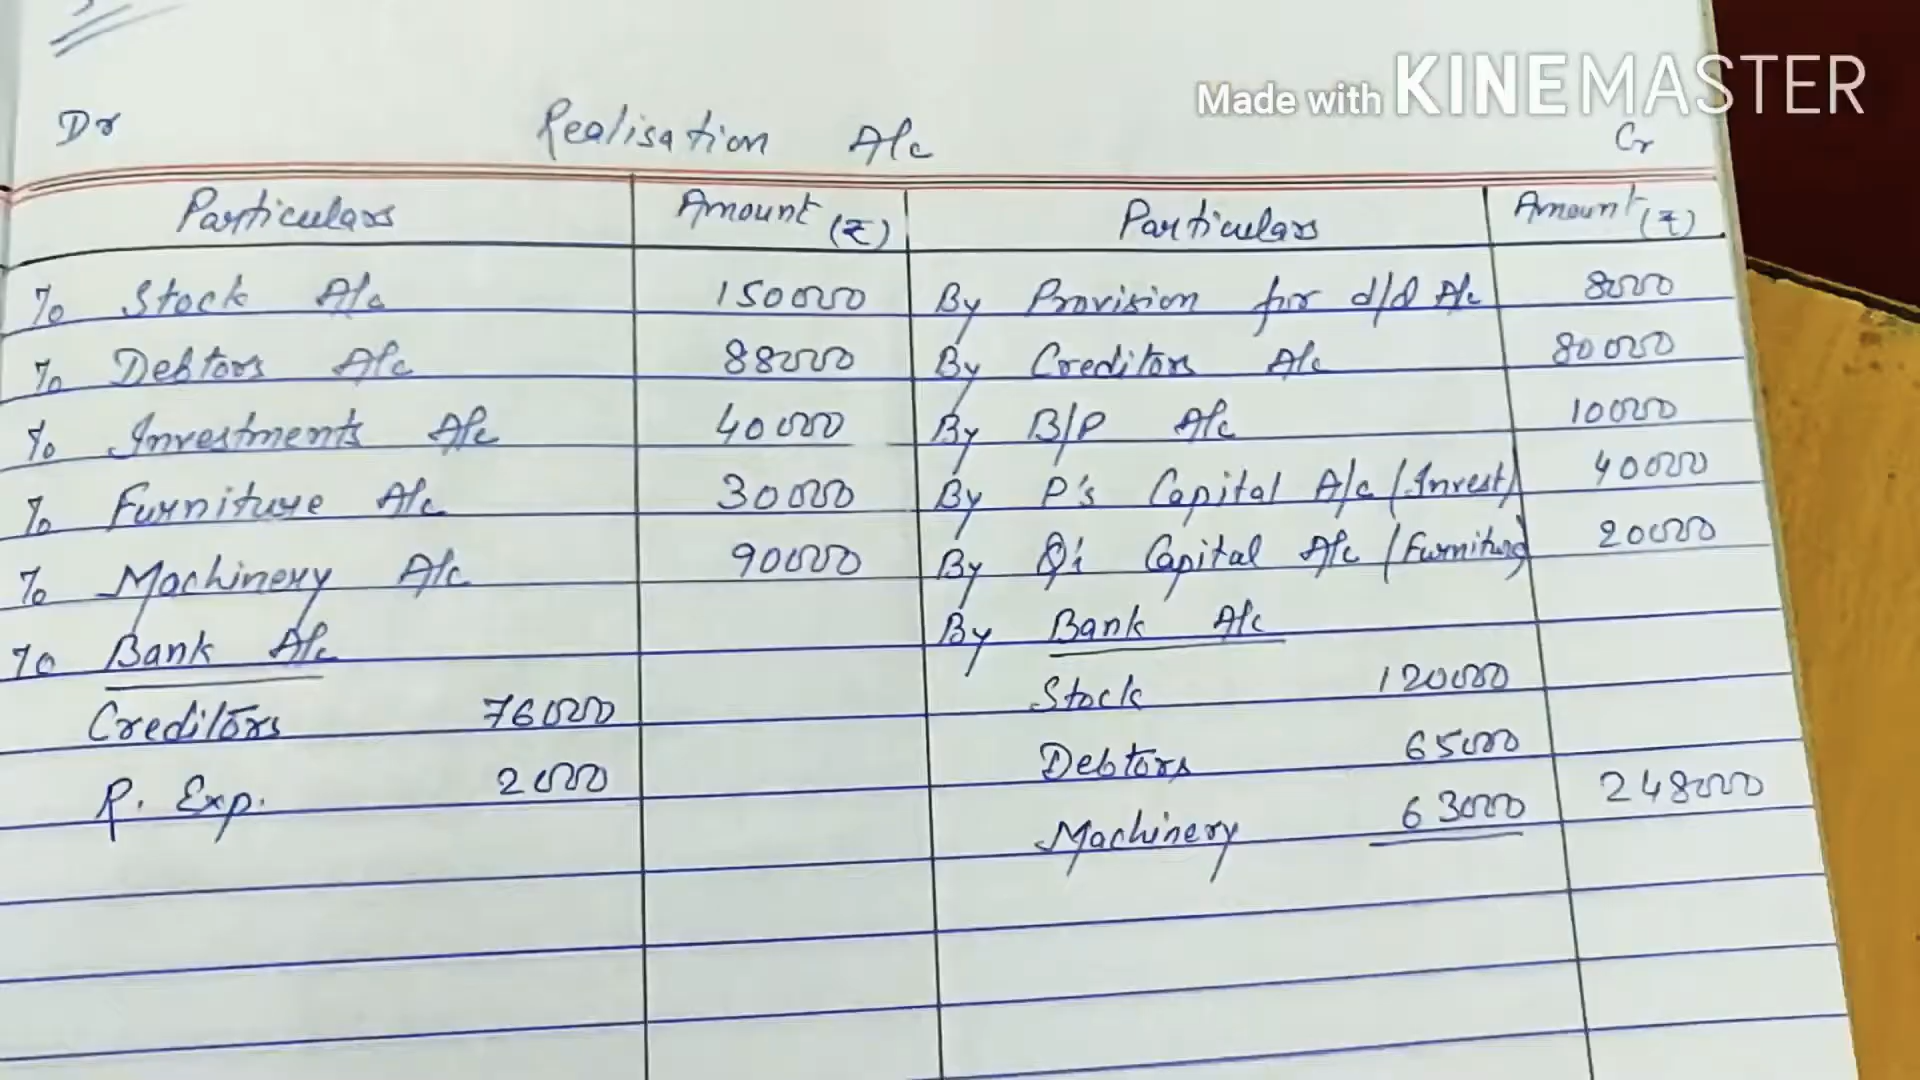 Made with KINEMASTER
Dr Realisation A/c Cr
Particulars Amount (₹) Particulars Amount (₹)
To Stock A/c 150000 By Provision for d/d A/c 8000
To Debtors A/c 88000 By Creditors A/c 80000
To Investments A/c 40000 By B/P A/c 10000
To Furniture A/c 30000 By P's Capital A/c (Invest) 40000
To Machinery A/c 90000 By Q's Capital A/c (Furniture) 20000
To Bank A/c By Bank A/c
Creditors 76000 Stock 120000
R. Exp. 2000 Debtors 65000
Machinery 63000 248000